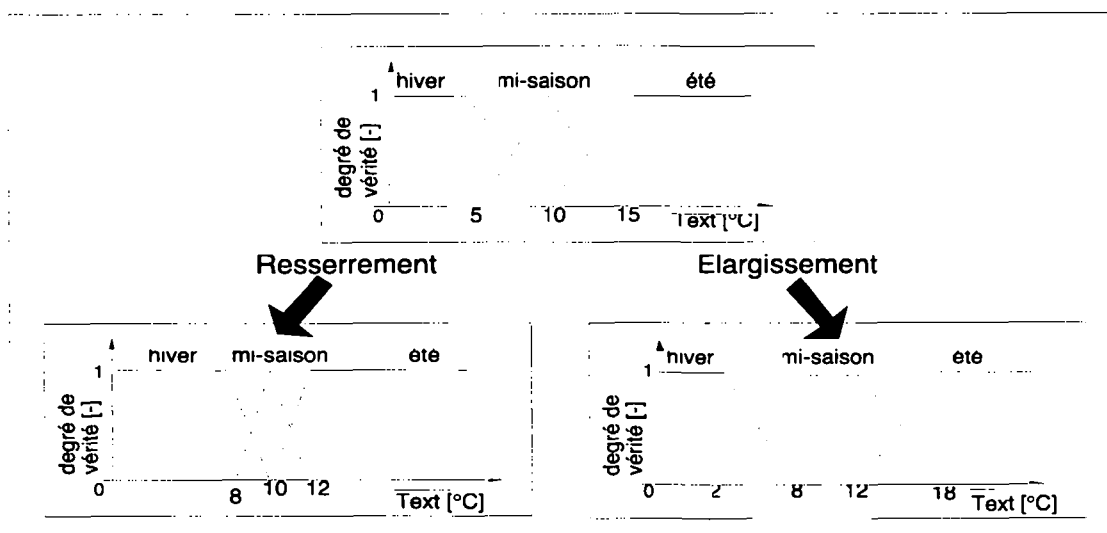 hiver mi-saison été
1
degré de
vérité [-]
0 5 10 15 Text [°C]
Resserrement Elargissement
hiver mi-saison été
1
degré de
vérité [-]
0 8 10 12 Text [°C]
hiver mi-saison été
1
degré de
vérité [-]
0 2 8 12 18 Text [°C]